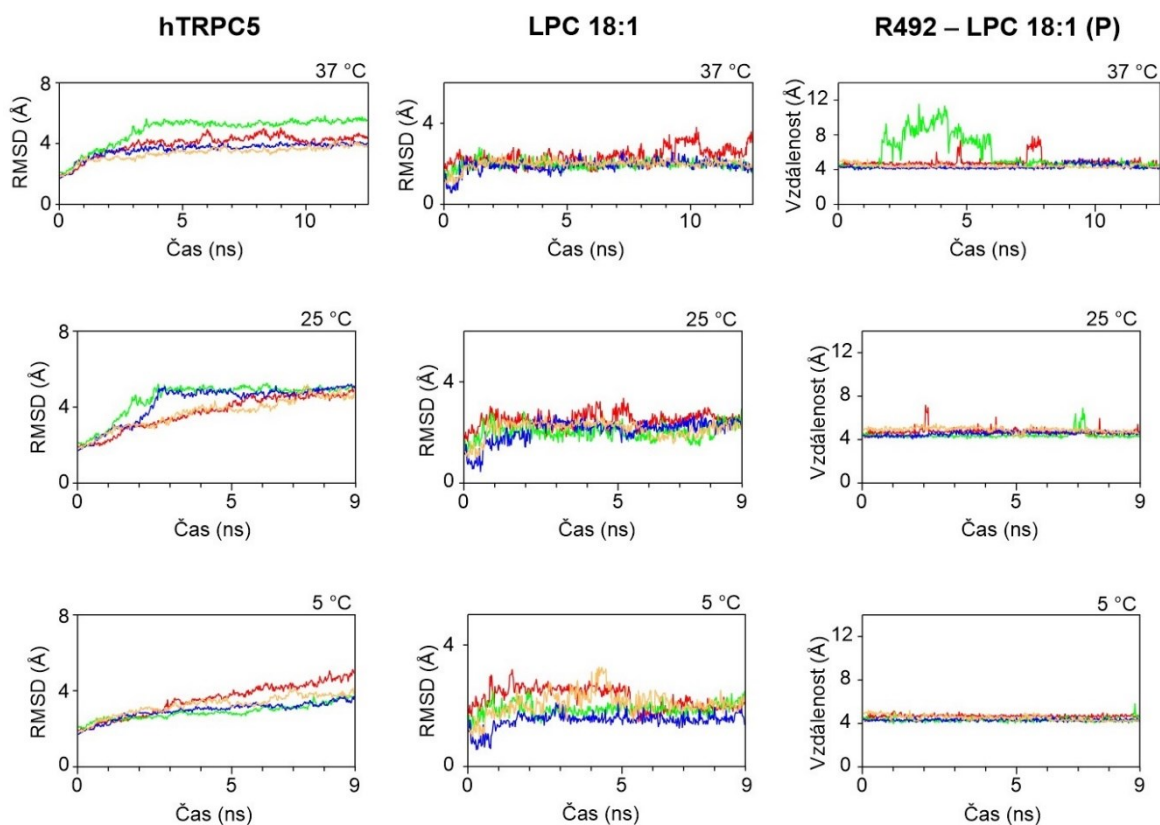 hTRPC5 LPC 18:1 R492 – LPC 18:1 (P)
37 °C 37 °C 37 °C
RMSD (Å) RMSD (Å) Vzdálenost (Å)
8 4 0
4 2 0
12 8 4 0
0 5 10 0 5 10 0 5 10
Čas (ns) Čas (ns) Čas (ns)
25 °C 25 °C 25 °C
RMSD (Å) RMSD (Å) Vzdálenost (Å)
8 4 0
4 0
12 8 4 0
0 5 9 0 5 9 0 5 9
Čas (ns) Čas (ns) Čas (ns)
5 °C 5 °C 5 °C
RMSD (Å) RMSD (Å) Vzdálenost (Å)
8 4 0
4 0
12 8 4 0
0 5 9 0 5 9 0 5 9
Čas (ns) Čas (ns) Čas (ns)